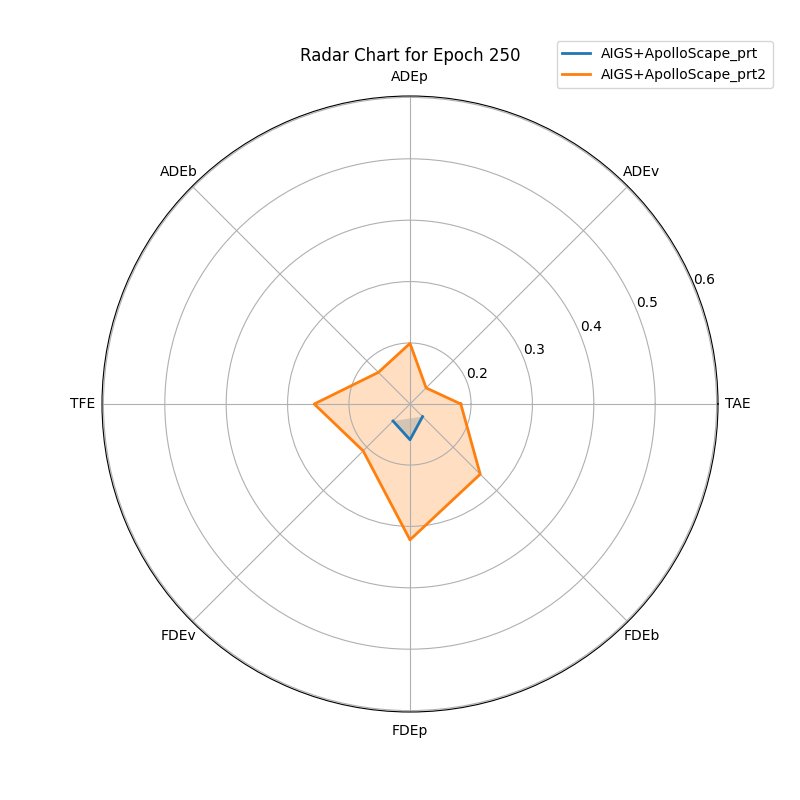 Radar Chart for Epoch 250
AIGS+ApolloScape_prt
AIGS+ApolloScape_prt2
ADEp
ADEb
ADEv
0.6
0.5
0.4
0.3
0.2
TFE
TAE
FDEv
FDEb
FDEp